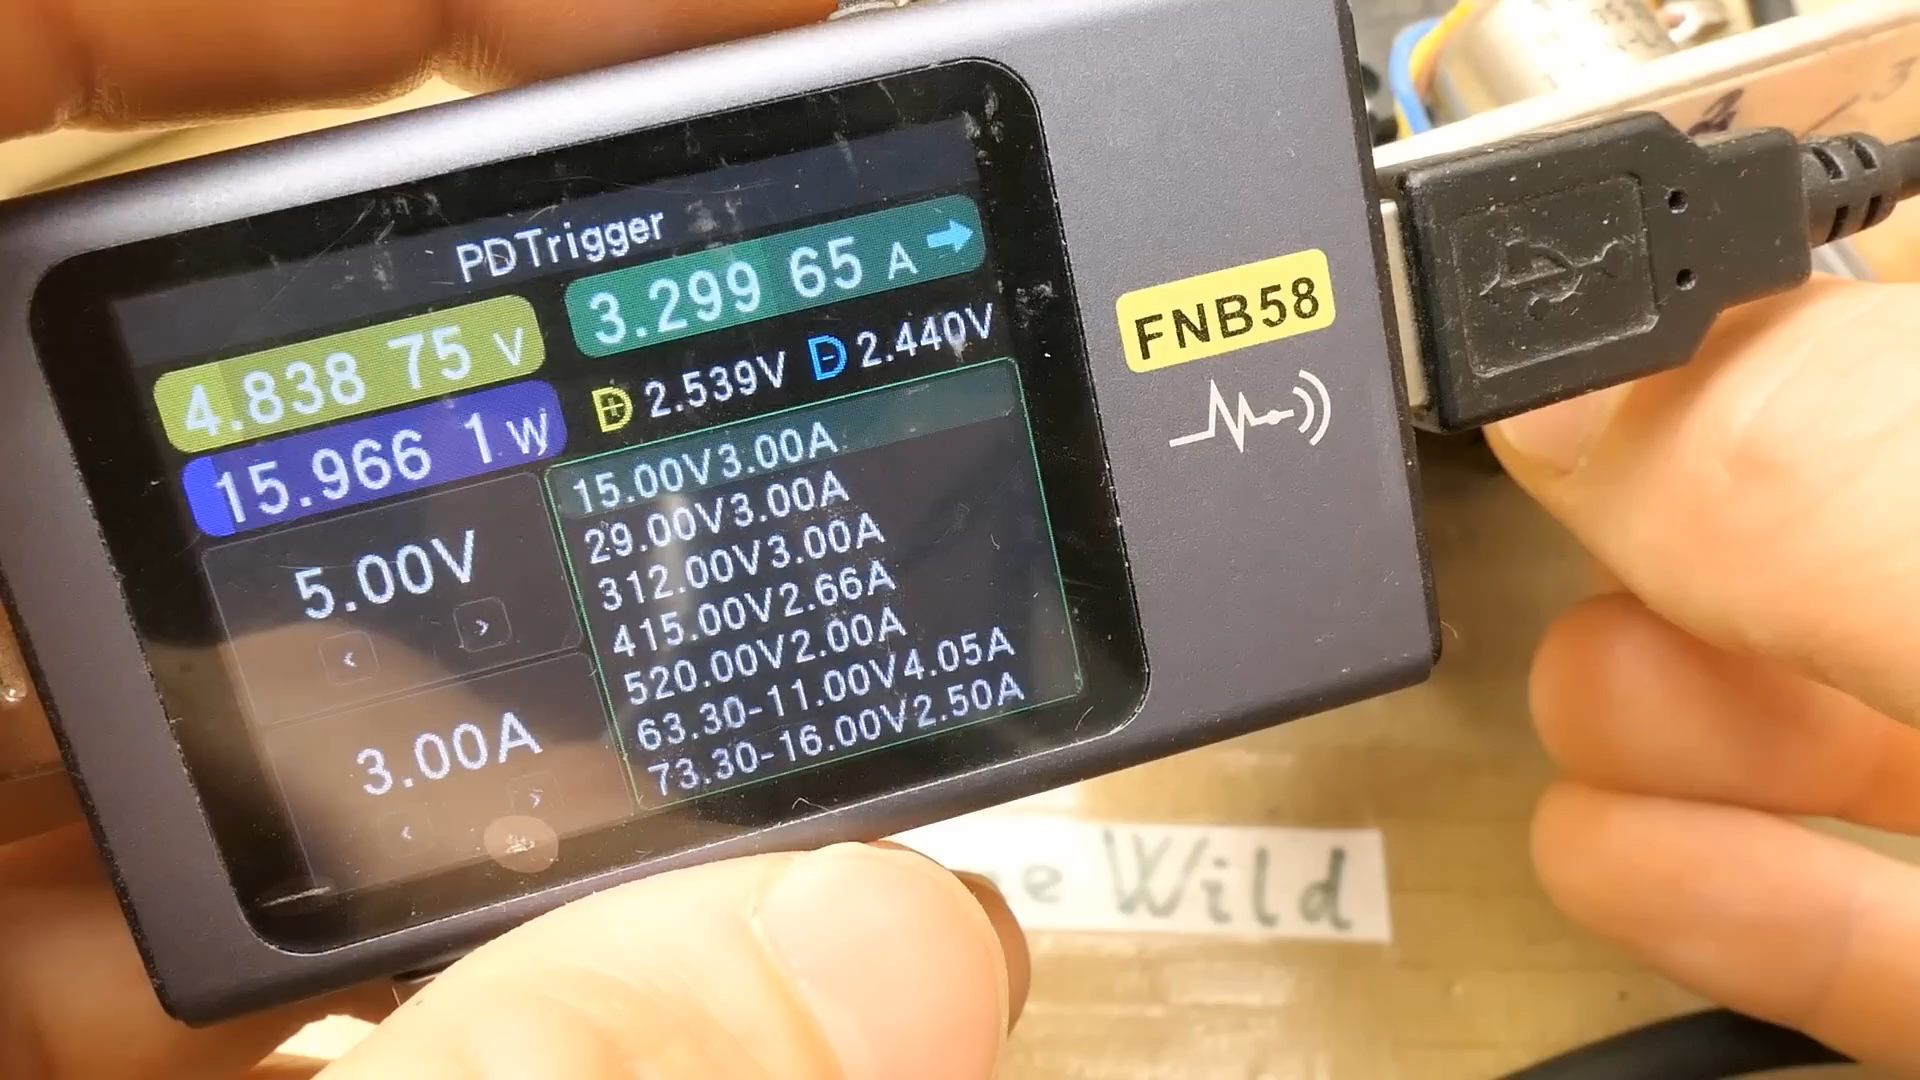 PDTrigger
4.838 75 V
3.299 65 A
15.966 1 W
D+ 2.539V D- 2.440V
5.00V
3.00A
15.00V3.00A
29.00V3.00A
312.00V3.00A
415.00V2.66A
520.00V2.00A
63.30-11.00V4.05A
73.30-16.00V2.50A
FNB58
e Wild